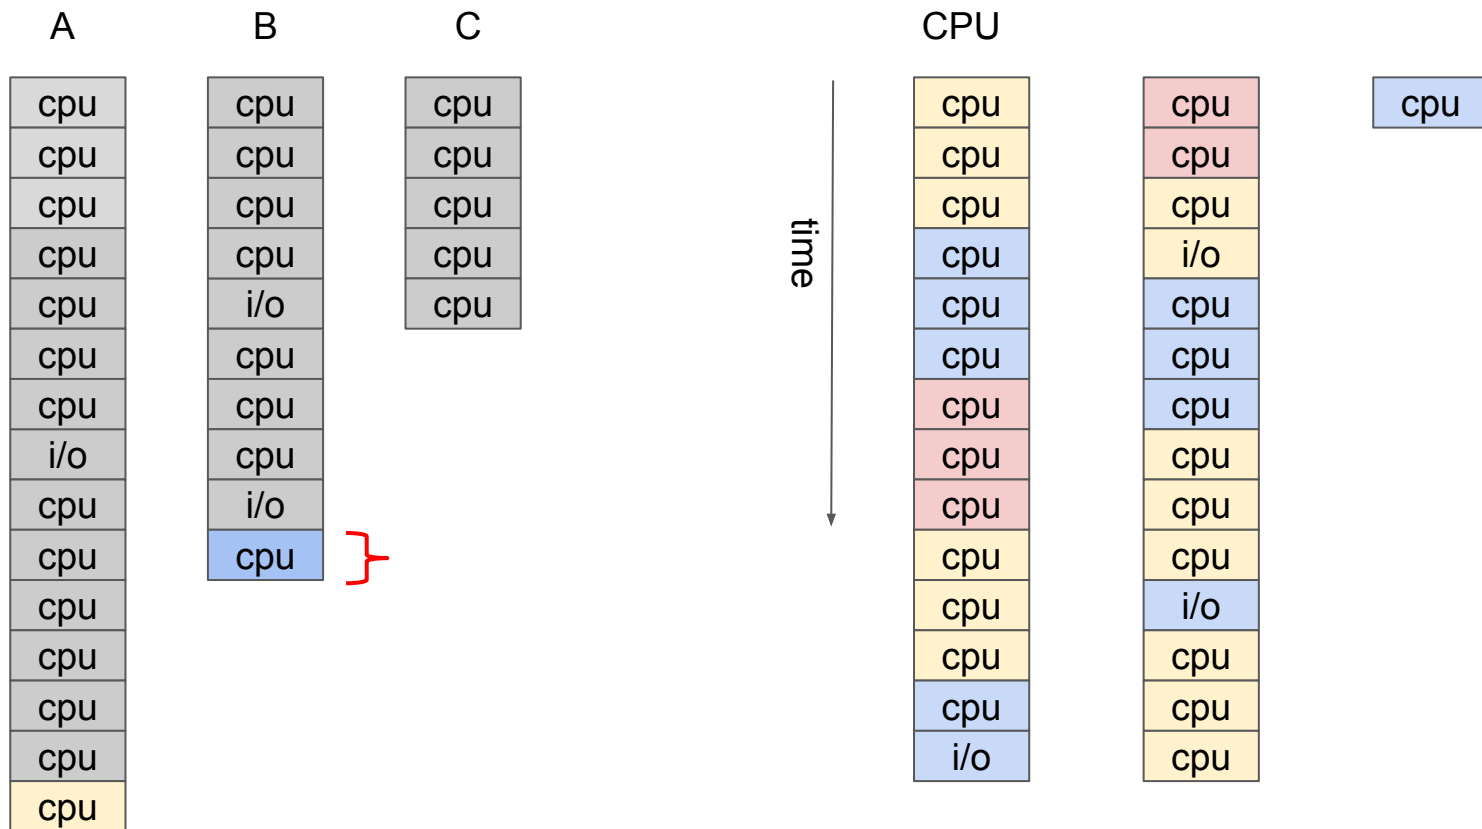 A B C CPU
cpu cpu cpu cpu cpu cpu
cpu cpu cpu cpu cpu
cpu cpu cpu cpu cpu
time
cpu cpu cpu cpu i/o
cpu i/o cpu cpu cpu
cpu cpu cpu cpu
cpu cpu cpu cpu
i/o cpu cpu cpu
cpu i/o cpu cpu
cpu cpu cpu cpu
cpu cpu i/o
cpu cpu cpu
cpu cpu cpu
cpu i/o cpu
cpu